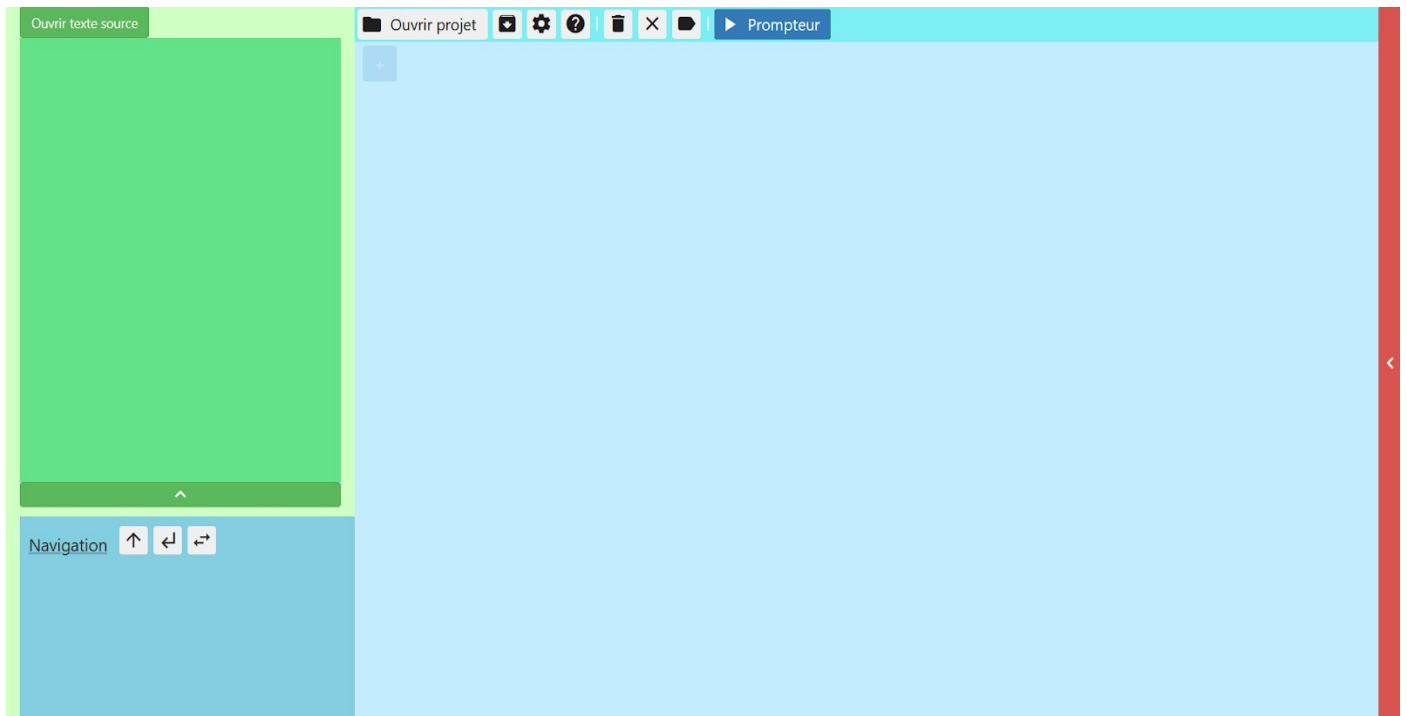 Ouvrir texte source
Ouvrir projet
Prompteur
+
Navigation